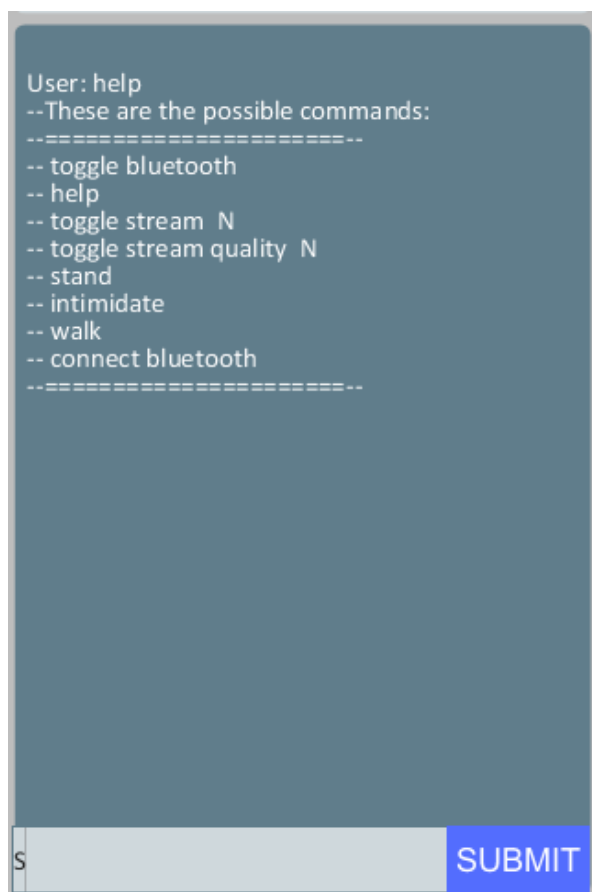 User: help
--These are the possible commands:
--======================--
-- toggle bluetooth
-- help
-- toggle stream  N
-- toggle stream quality  N
-- stand
-- intimidate
-- walk
-- connect bluetooth
--======================--
s
SUBMIT